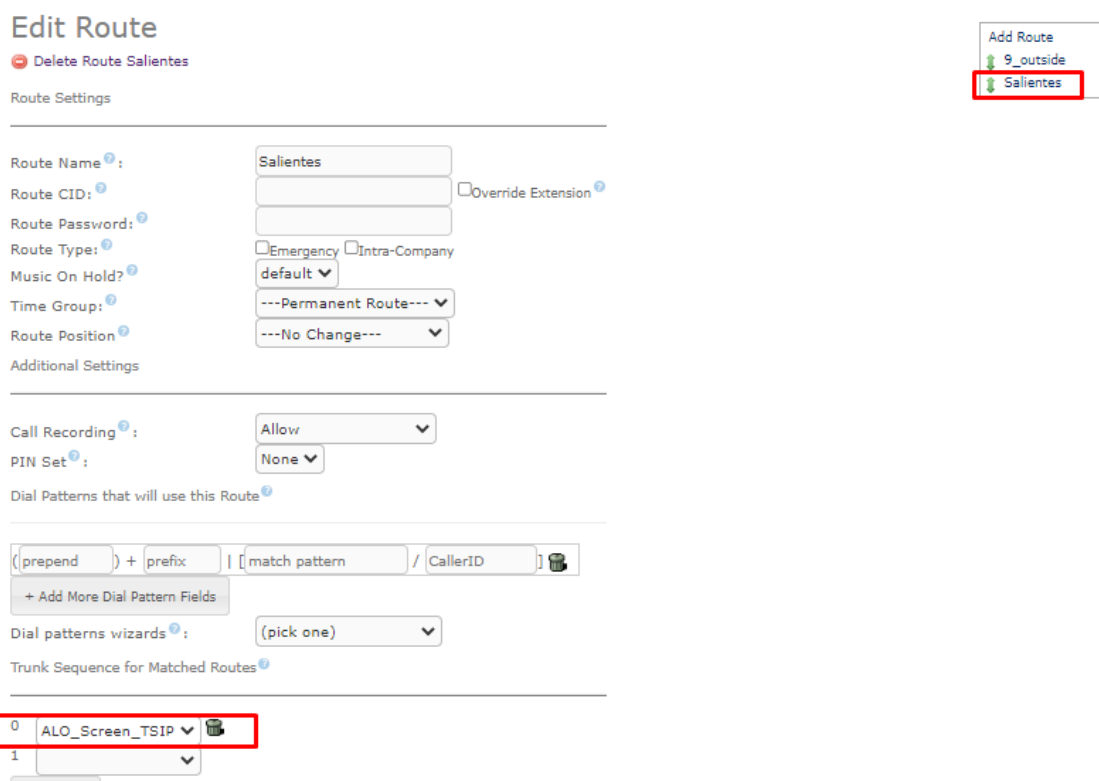 Edit Route
Delete Route Salientes
Route Settings
Add Route
9_outside
Salientes
Route Name? : Salientes
Route CID:? Override Extension?
Route Password:?
Route Type:? Emergency Intra-Company
Music On Hold?? default
Time Group:? ---Permanent Route---
Route Position? ---No Change---
Additional Settings
Call Recording? : Allow
PIN Set? : None
Dial Patterns that will use this Route?
(prepend) + prefix | [match pattern / CallerID ]
+ Add More Dial Pattern Fields
Dial patterns wizards? : (pick one)
Trunk Sequence for Matched Routes?
0 ALO_Screen_TSIP
1